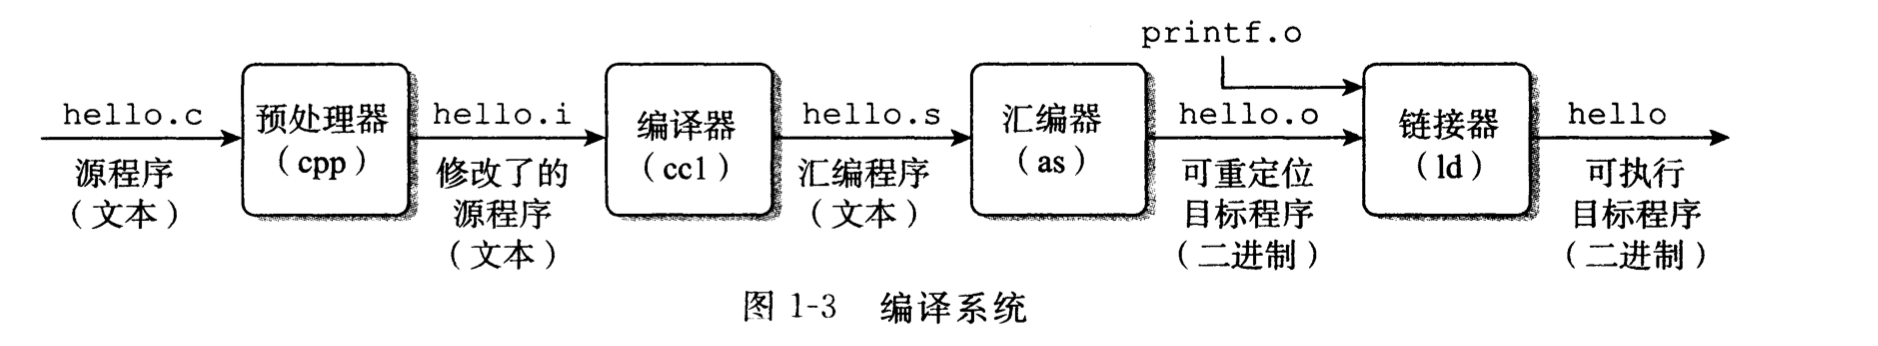 printf.o
hello.c
源程序
（文本）
预处理器
（cpp）
hello.i
修改了的
源程序
（文本）
编译器
（cc1）
hello.s
汇编程序
（文本）
汇编器
（as）
hello.o
可重定位
目标程序
（二进制）
链接器
（ld）
hello
可执行
目标程序
（二进制）
图 1-3 编译系统